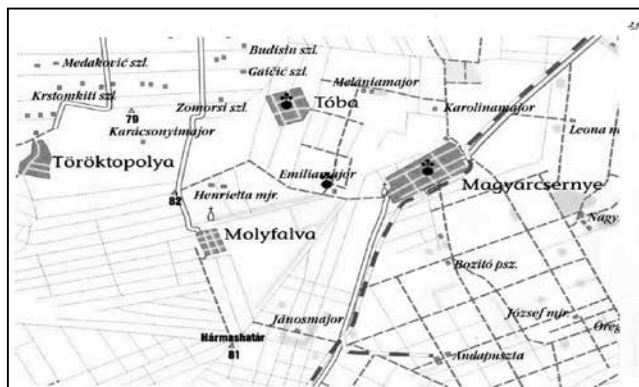 Budisin szl.
Medaković szl.
Gaičić szl.
Melániamajor
Krstomkiti szl.
Zomorsi szl.
Tóba
Karolinamajor
79
Karácsonyimajor
Leona m
Töröktopolya
Emiliamajor
Magyarcsernye
82
Henrietta mjr.
Nagy.
Molyfalva
Bozitó psz.
Jánosmajor
József mjr.
Öreg
Hármashatár
81
Andapuszta